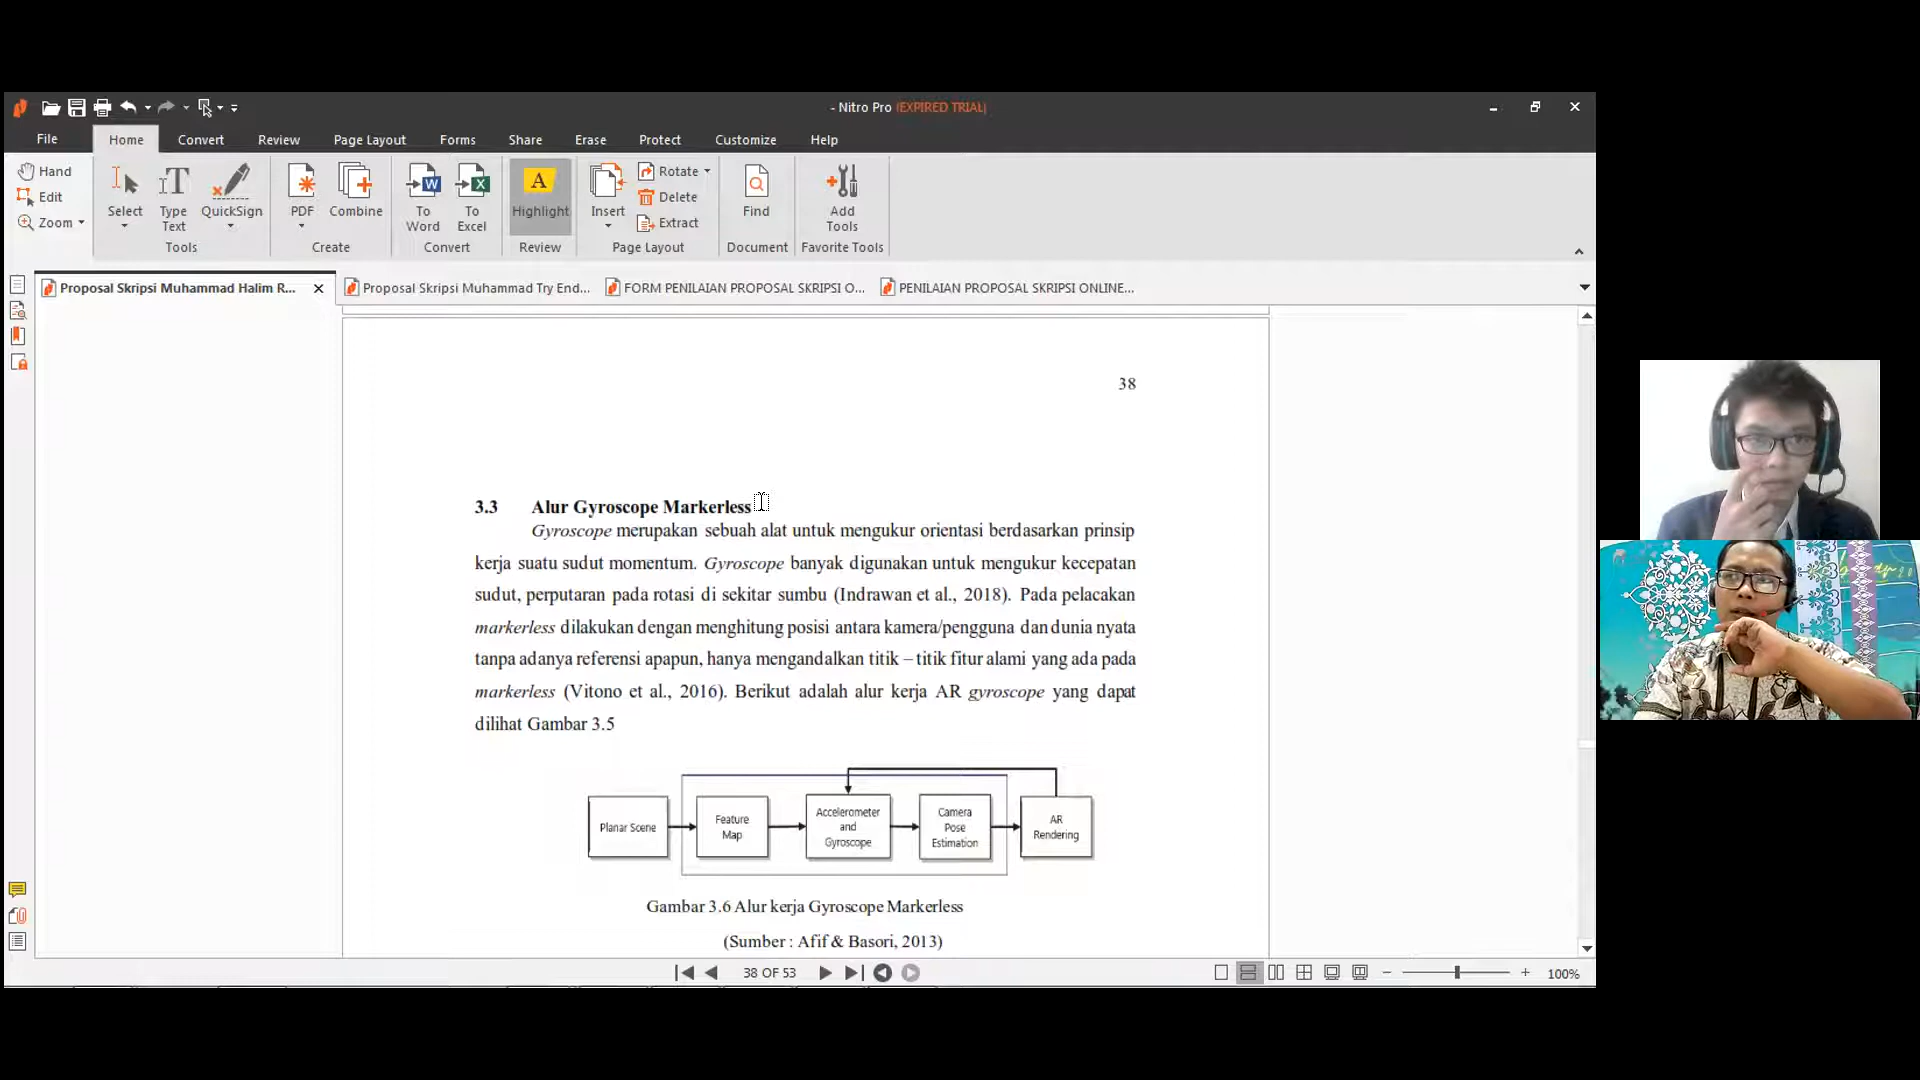 - Nitro Pro (EXPIRED TRIAL)
File Home Convert Review Page Layout Forms Share Erase Protect Customize Help
Hand
Edit
Zoom
Select
Type
Text
QuickSign
Tools
PDF
Combine
Create
To
Word
To
Excel
Convert
Highlight
Review
Insert
Rotate
Delete
Extract
Page Layout
Find
Document
Add
Tools
Favorite Tools
Proposal Skripsi Muhammad Halim R...
Proposal Skripsi Muhammad Try End...
FORM PENILAIAN PROPOSAL SKRIPSI O...
PENILAIAN PROPOSAL SKRIPSI ONLINE...
38
3.3 Alur Gyroscope Markerless
Gyroscope merupakan sebuah alat untuk mengukur orientasi berdasarkan prinsip
kerja suatu sudut momentum. Gyroscope banyak digunakan untuk mengukur kecepatan
sudut, perputaran pada rotasi di sekitar sumbu (Indrawan et al., 2018). Pada pelacakan
markerless dilakukan dengan menghitung posisi antara kamera/pengguna dan dunia nyata
tanpa adanya referensi apapun, hanya mengandalkan titik – titik fitur alami yang ada pada
markerless (Vitono et al., 2016). Berikut adalah alur kerja AR gyroscope yang dapat
dilihat Gambar 3.5
Planar Scene
Feature
Map
Accelerometer
and
Gyroscope
Camera
Pose
Estimation
AR
Rendering
Gambar 3.6 Alur kerja Gyroscope Markerless
(Sumber : Afif & Basori, 2013)
38 OF 53
100%